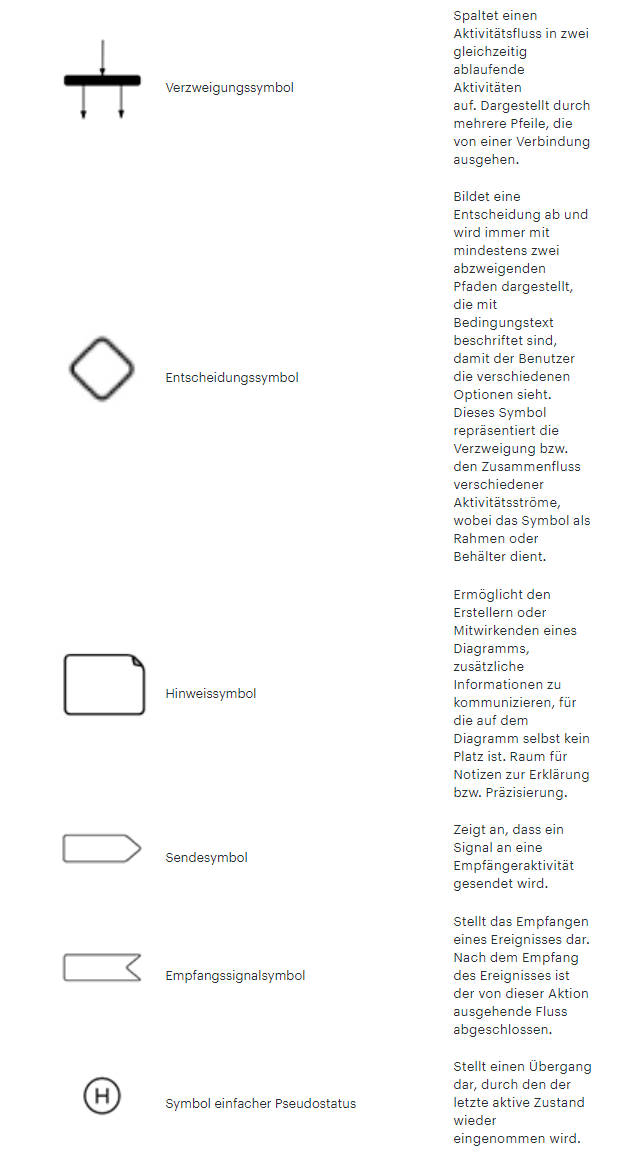 Spaltet einen
Aktivitätsfluss in zwei
gleichzeitig
ablaufende
Aktivitäten
auf. Dargestellt durch
mehrere Pfeile, die
von einer Verbindung
ausgehen.
Verzweigungssymbol
Bildet eine
Entscheidung ab und
wird immer mit
mindestens zwei
abzweigenden
Pfaden dargestellt,
die mit
Bedingungstext
beschriftet sind,
damit der Benutzer
die verschiedenen
Optionen sieht.
Dieses Symbol
repräsentiert die
Verzweigung bzw.
den Zusammenfluss
verschiedener
Aktivitätsströme,
wobei das Symbol als
Rahmen oder
Behälter dient.
Entscheidungssymbol
Ermöglicht den
Erstellern oder
Mitwirkenden eines
Diagramms,
zusätzliche
Informationen zu
kommunizieren, für
die auf dem
Diagramm selbst kein
Platz ist. Raum für
Notizen zur Erklärung
bzw. Präzisierung.
Hinweissymbol
Zeigt an, dass ein
Signal an eine
Empfängeraktivität
gesendet wird.
Sendesymbol
Stellt das Empfangen
eines Ereignisses dar.
Nach dem Empfang
des Ereignisses ist
der von dieser Aktion
ausgehende Fluss
abgeschlossen.
Empfangssignalsymbol
Stellt einen Übergang
dar, durch den der
letzte aktive Zustand
wieder
eingenommen wird.
H
Symbol einfacher Pseudostatus